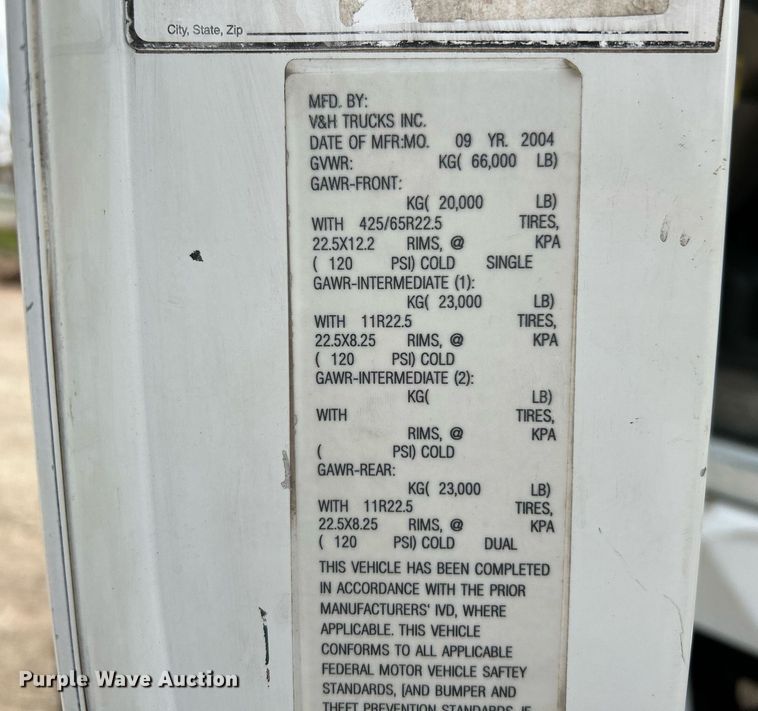 City, State, Zip
MFD. BY:
V&H TRUCKS INC.
DATE OF MFR:MO. 09 YR. 2004
GVWR: KG( 66,000 LB)
GAWR-FRONT:
KG( 20,000 LB)
WITH 425/65R22.5 TIRES,
22.5X12.2 RIMS, @ KPA
( 120 PSI) COLD SINGLE
GAWR-INTERMEDIATE (1):
KG( 23,000 LB)
WITH 11R22.5 TIRES,
22.5X8.25 RIMS, @ KPA
( 120 PSI) COLD
GAWR-INTERMEDIATE (2):
KG( LB)
WITH TIRES,
RIMS, @ KPA
( PSI) COLD
GAWR-REAR:
KG( 23,000 LB)
WITH 11R22.5 TIRES,
22.5X8.25 RIMS, @ KPA
( 120 PSI) COLD DUAL
THIS VEHICLE HAS BEEN COMPLETED
IN ACCORDANCE WITH THE PRIOR
MANUFACTURERS' IVD, WHERE
APPLICABLE. THIS VEHICLE
CONFORMS TO ALL APPLICABLE
FEDERAL MOTOR VEHICLE SAFTEY
STANDARDS, [AND BUMPER AND
THEFT PREVENTION STANDARDS, IF
Purple Wave Auction